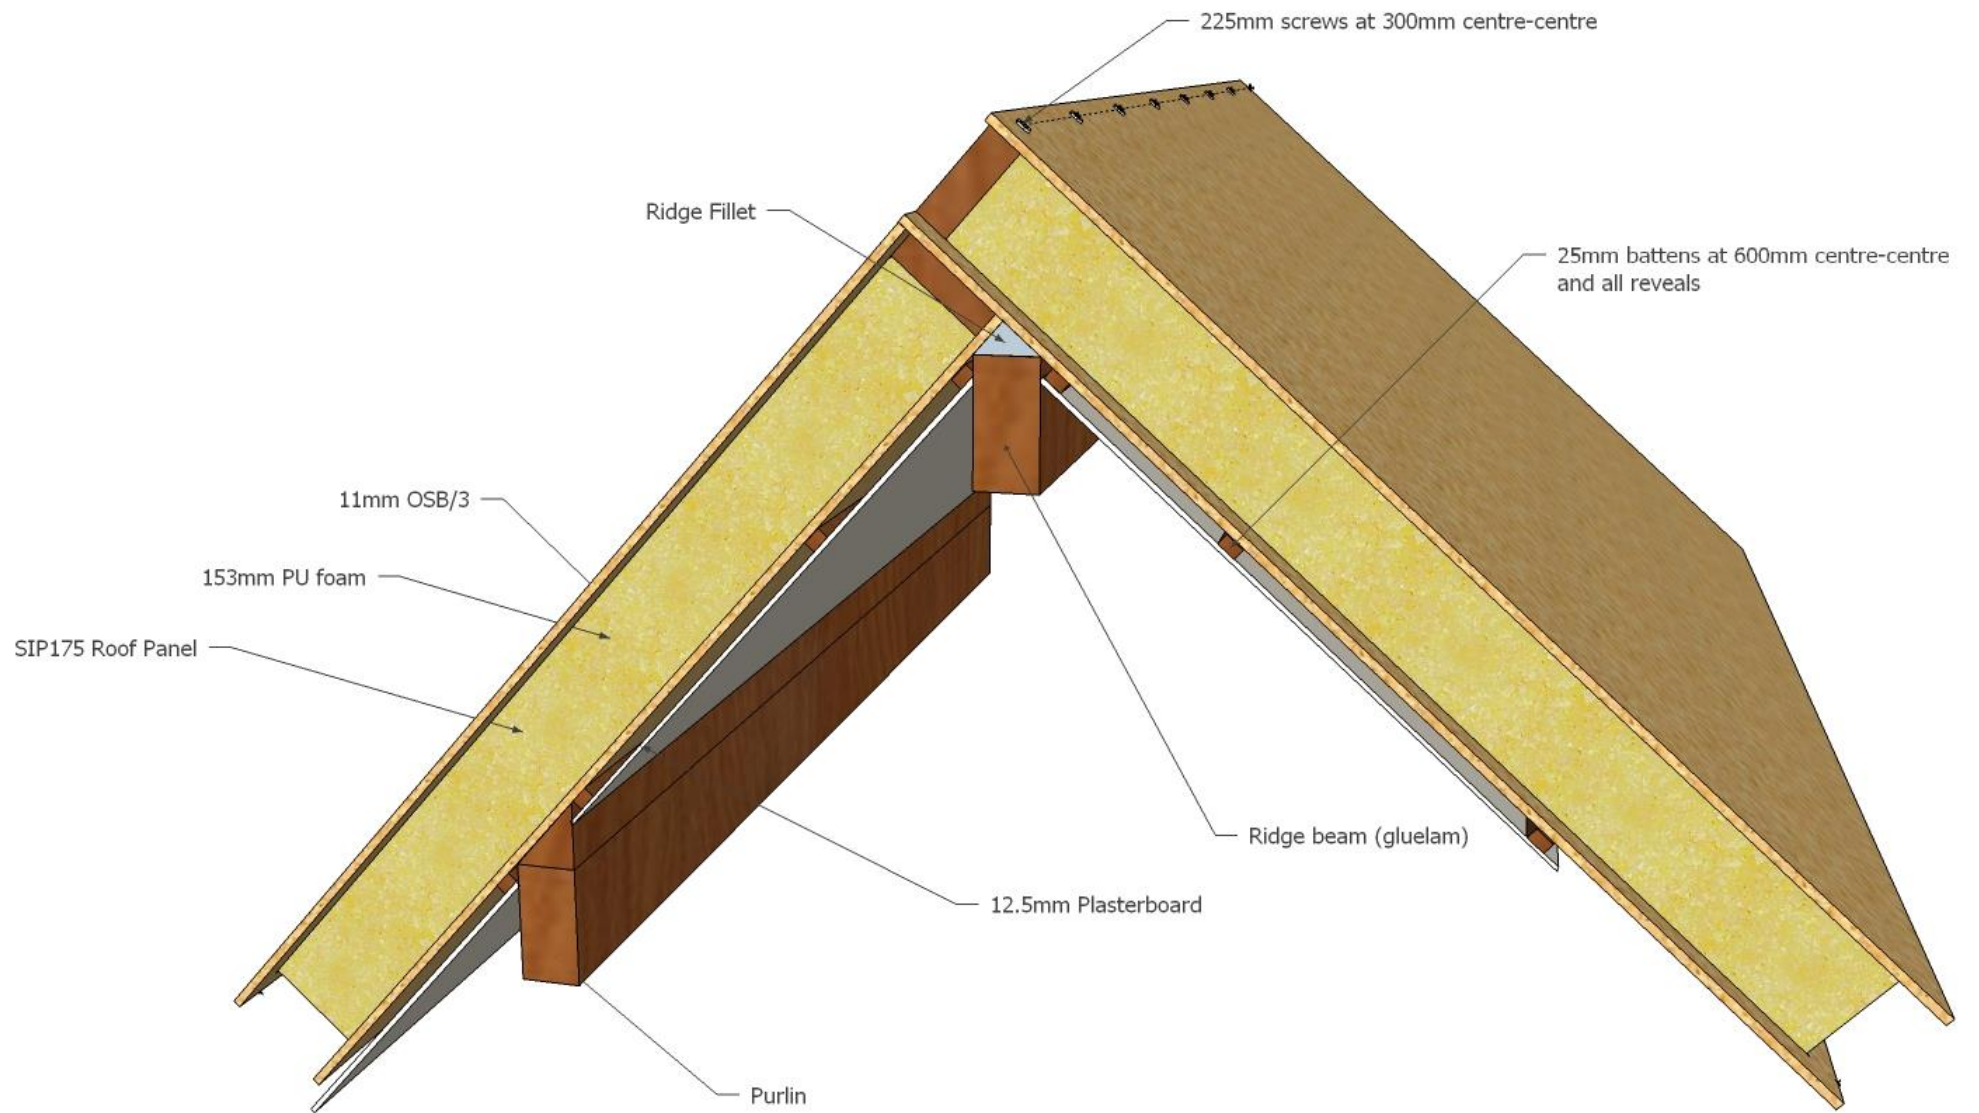 225mm screws at 300mm centre-centre
Ridge Fillet
25mm battens at 600mm centre-centre
and all reveals
11mm OSB/3
153mm PU foam
SIP175 Roof Panel
Ridge beam (gluelam)
12.5mm Plasterboard
Purlin